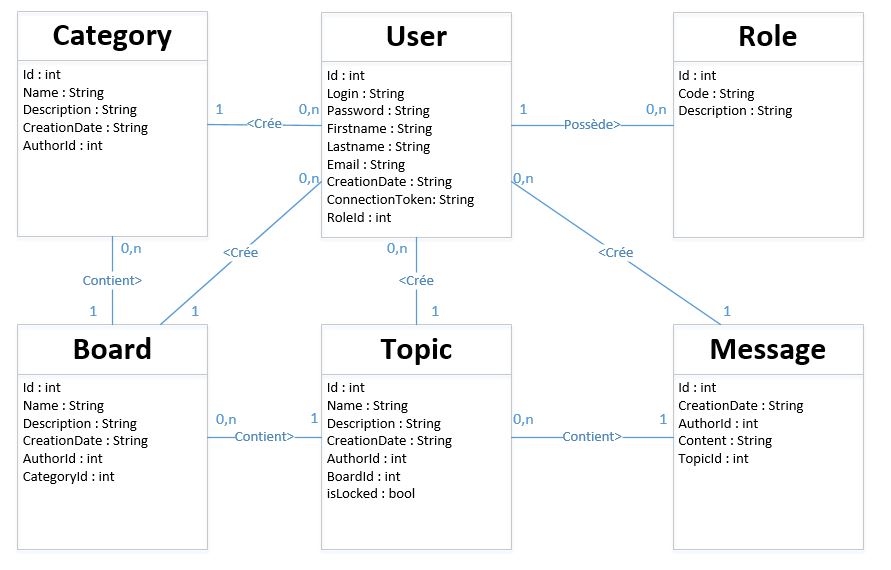 Category
Id : int
Name : String
Description : String
CreationDate : String
AuthorId : int
1
<Crée
0,n
User
Id : int
Login : String
Password : String
Firstname : String
Lastname : String
Email : String
CreationDate : String
ConnectionToken: String
RoleId : int
1
Possède>
0,n
Role
Id : int
Code : String
Description : String
0,n
Contient>
1
0,n
<Crée
1
0,n
<Crée
1
0,n
<Crée
1
Board
Id : int
Name : String
Description : String
CreationDate : String
AuthorId : int
CategoryId : int
0,n
Contient>
1
Topic
Id : int
Name : String
Description : String
CreationDate : String
AuthorId : int
BoardId : int
isLocked : bool
0,n
Contient>
1
Message
Id : int
CreationDate : String
AuthorId : int
Content : String
TopicId : int